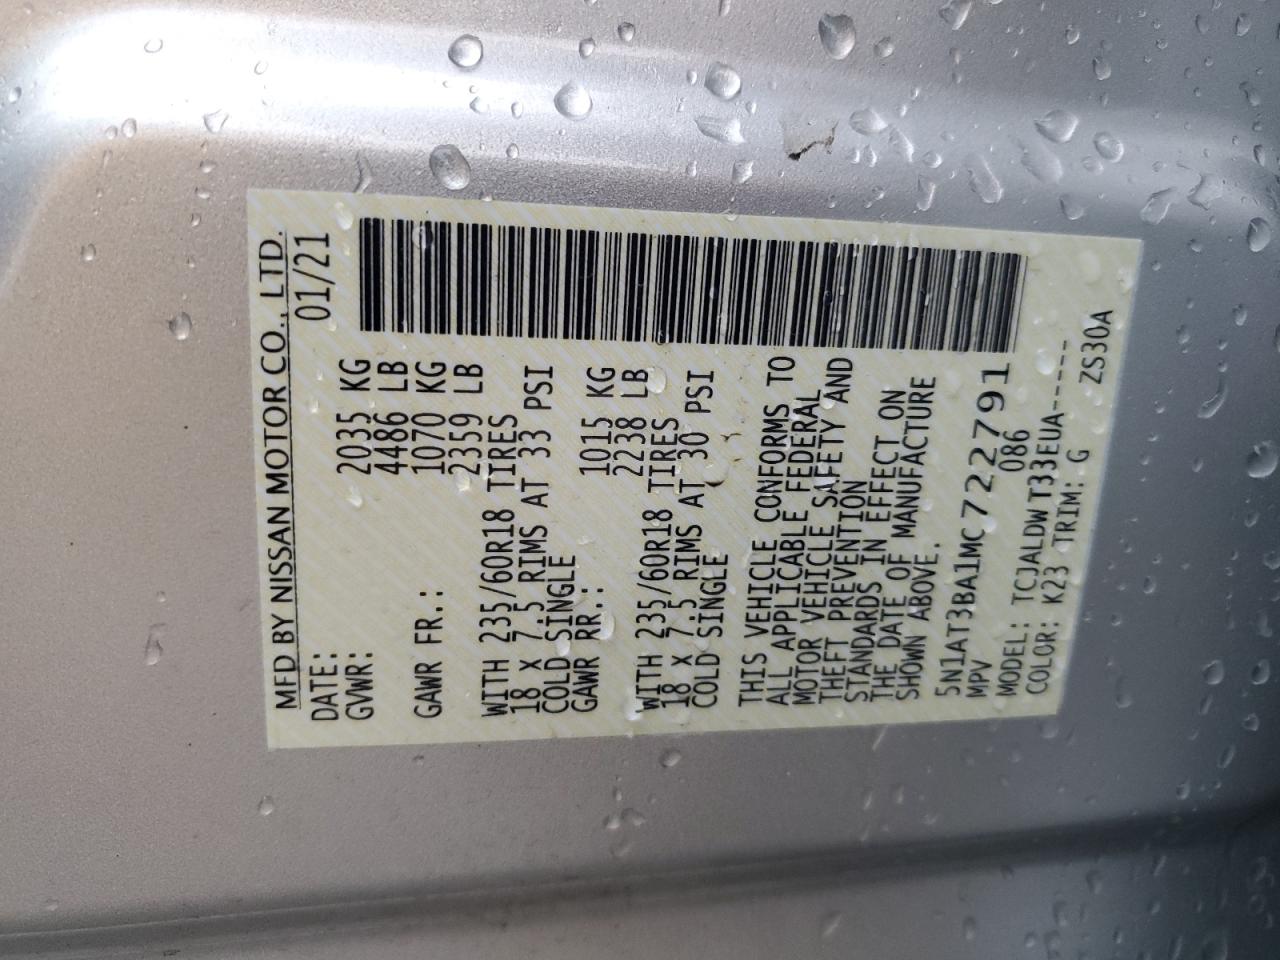 MFD BY NISSAN MOTOR CO., LTD.
DATE: 01/21
GVWR: 2035 KG
4486 LB
GAWR FR.: 1070 KG
2359 LB
WITH 235/60R18 TIRES
18 X 7.5 RIMS AT 33 PSI
COLD SINGLE
GAWR RR.: 1015 KG
2238 LB
WITH 235/60R18 TIRES
18 X 7.5 RIMS AT 30 PSI
COLD SINGLE
THIS VEHICLE CONFORMS TO
ALL APPLICABLE FEDERAL
MOTOR VEHICLE SAFETY AND
THEFT PREVENTION
STANDARDS IN EFFECT ON
THE DATE OF MANUFACTURE
SHOWN ABOVE.
5N1AT3BA1MC722791
MPV 086
MODEL: TCJALDWT33EUA------
COLOR: K23 TRIM: G ZS30A